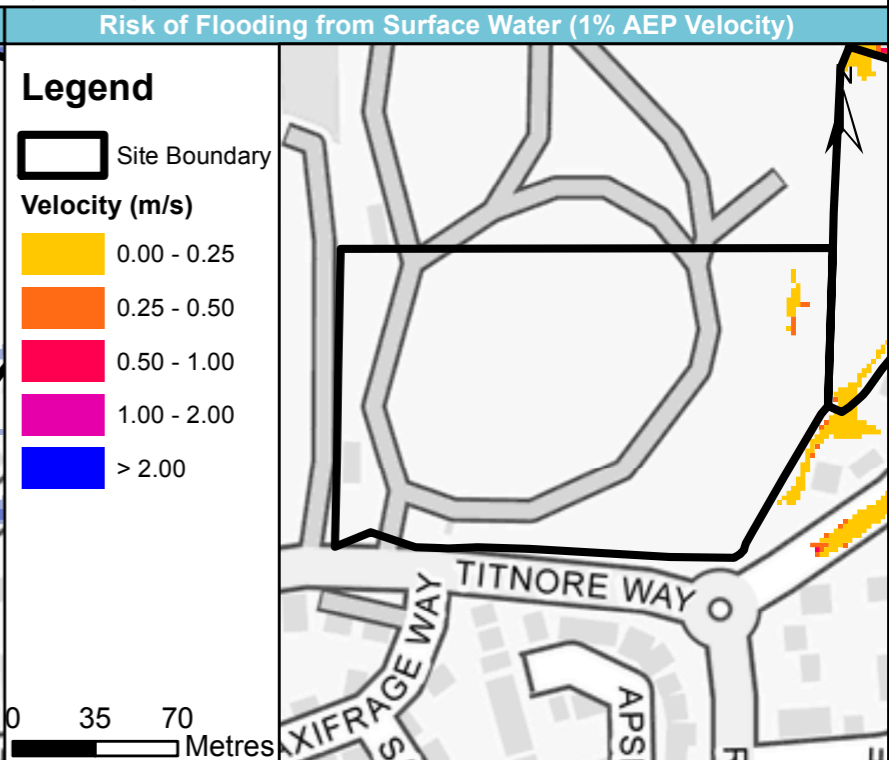 Risk of Flooding from Surface Water (1% AEP Velocity)
Legend
Site Boundary
Velocity (m/s)
0.00 - 0.25
0.25 - 0.50
0.50 - 1.00
1.00 - 2.00
> 2.00
0 35 70
Metres
N
TITNORE WAY
AXIFRAGE WAY
S
APS